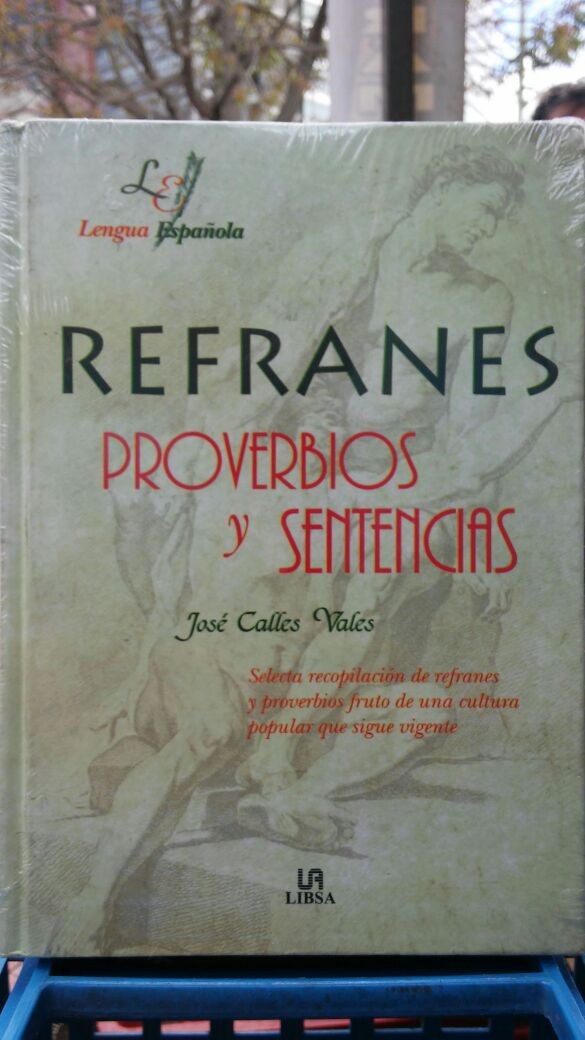 LE
Lengua Española
REFRANES
PROVERBIOS
y SENTENCIAS
José Calles Vales
Selecta recopilación de refranes
y proverbios fruto de una cultura
popular que sigue vigente
LIBSA